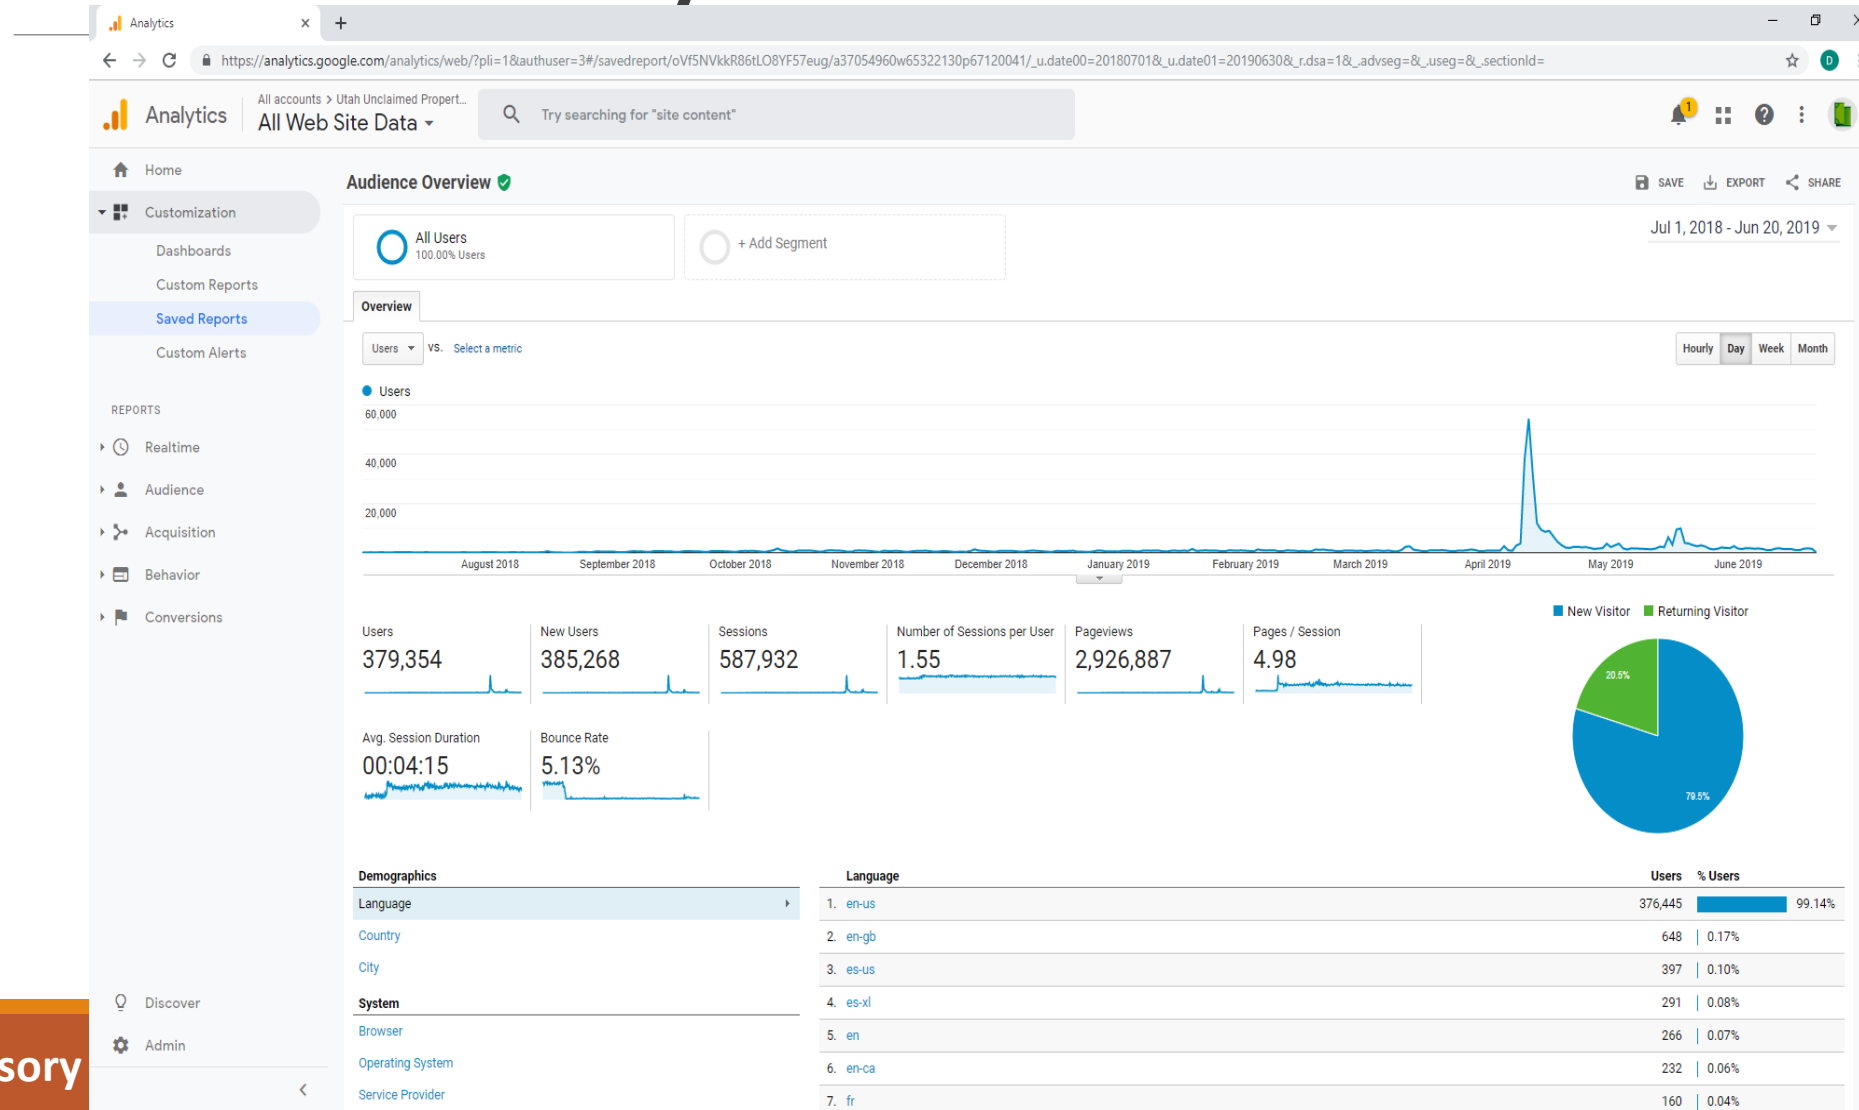 Analytics
https://analytics.google.com/analytics/web/?pli=1&authuser=3#/savedreport/oVf5NVkkR86tLO8YF57eug/a37054960w65322130p67120041/_u.date00=20180701&_u.date01=20190630&_r.dsa=1&_.advseg=&_.useg=&_.sectionId=
D
Analytics
All accounts > Utah Unclaimed Propert...
All Web Site Data
Try searching for "site content"
1
Home
Customization
Dashboards
Custom Reports
Saved Reports
Custom Alerts
REPORTS
Realtime
Audience
Acquisition
Behavior
Conversions
Discover
Admin
sory
Audience Overview
SAVE EXPORT SHARE
All Users
100.00% Users
+ Add Segment
Jul 1, 2018 - Jun 20, 2019
Overview
Users VS. Select a metric
Hourly Day Week Month
Users
60,000
40,000
20,000
August 2018 September 2018 October 2018 November 2018 December 2018 January 2019 February 2019 March 2019 April 2019 May 2019 June 2019
New Visitor Returning Visitor
20.5%
79.5%
Users New Users Sessions Number of Sessions per User Pageviews Pages / Session
379,354 385,268 587,932 1.55 2,926,887 4.98
Avg. Session Duration Bounce Rate
00:04:15 5.13%
Demographics
Language
Country
City
System
Browser
Operating System
Service Provider
Language Users % Users
1. en-us 376,445 99.14%
2. en-gb 648 0.17%
3. es-us 397 0.10%
4. es-xl 291 0.08%
5. en 266 0.07%
6. en-ca 232 0.06%
7. fr 160 0.04%